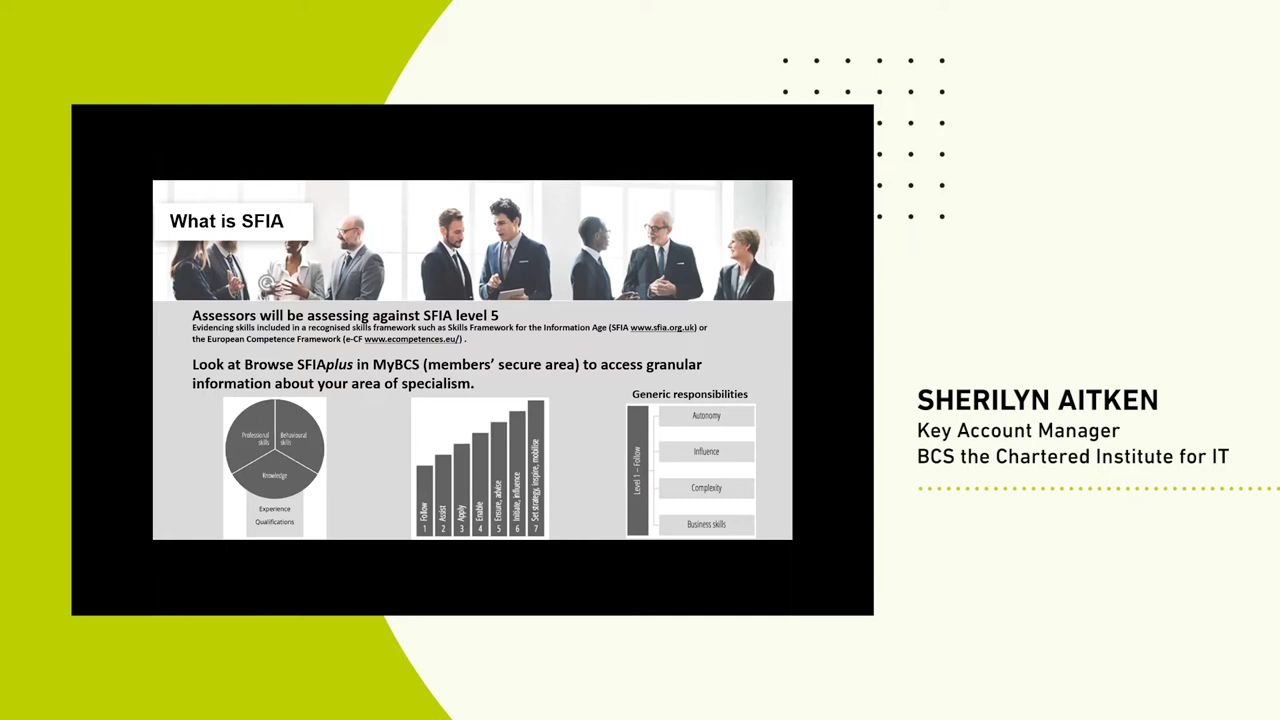 What is SFIA
Assessors will be assessing against SFIA level 5
Evidencing skills included in a recognised skills framework such as Skills Framework for the Information Age (SFIA www.sfia.org.uk) or
the European Competence Framework (e-CF www.ecompetences.eu/) .
Look at Browse SFIAplus in MyBCS (members’ secure area) to access granular
information about your area of specialism.
Professional
skills
Behavioural
skills
Knowledge
Experience
Qualifications
1 Follow
2 Assist
3 Apply
4 Enable
5 Ensure, advise
6 Initiate, influence
7 Set strategy, inspire, mobilise
Generic responsibilities
Level 1 – Follow
Autonomy
Influence
Complexity
Business skills
SHERILYN AITKEN
Key Account Manager
BCS the Chartered Institute for IT